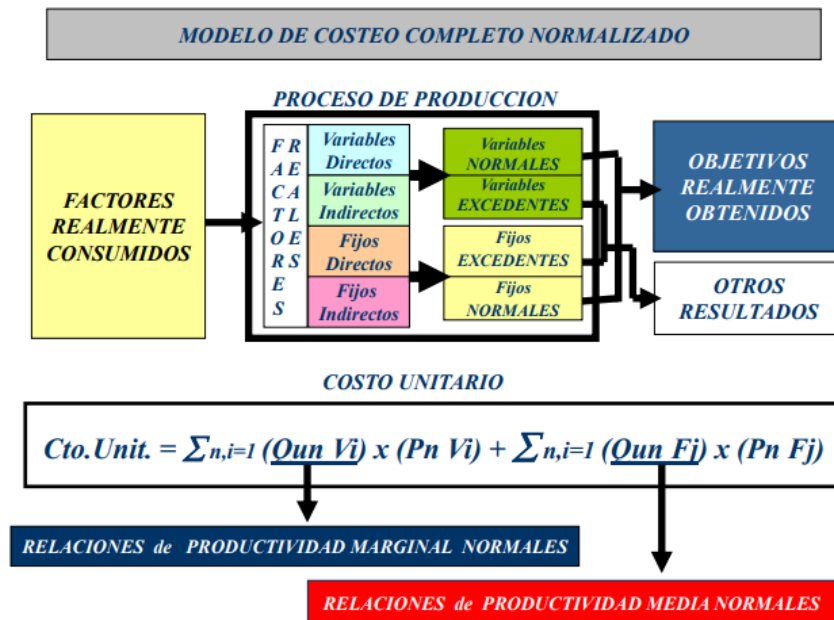 MODELO DE COSTEO COMPLETO NORMALIZADO
PROCESO DE PRODUCCION
FACTORES
REALMENTE
CONSUMIDOS
FACTORES
REALES
Variables
Directos
Variables
Indirectos
Fijos
Directos
Fijos
Indirectos
Variables
NORMALES
Variables
EXCEDENTES
Fijos
EXCEDENTES
Fijos
NORMALES
OBJETIVOS
REALMENTE
OBTENIDOS
OTROS
RESULTADOS
COSTO UNITARIO
Cto.Unit. = ∑n,i=1 (Qun Vi) x (Pn Vi) + ∑n,i=1 (Qun Fj) x (Pn Fj)
RELACIONES de PRODUCTIVIDAD MARGINAL NORMALES
RELACIONES de PRODUCTIVIDAD MEDIA NORMALES